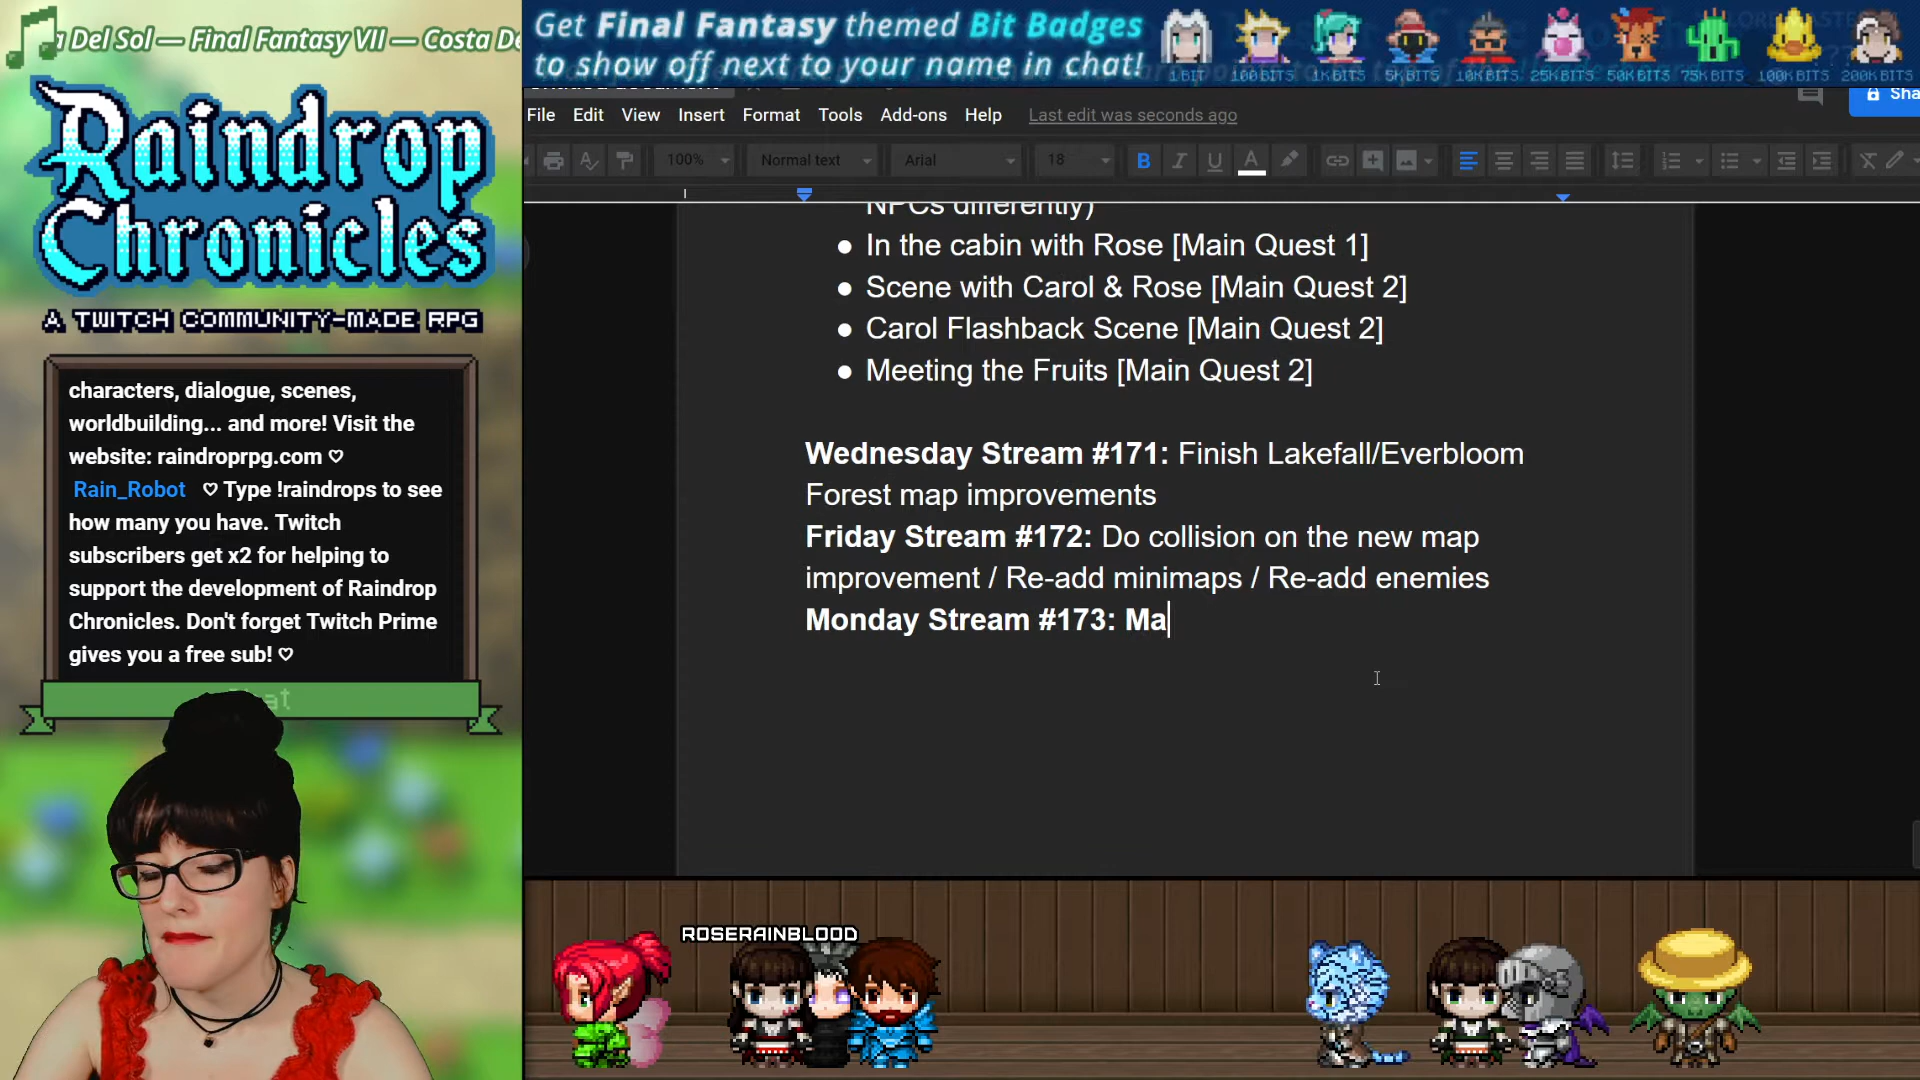 a Del Sol — Final Fantasy VII — Costa De
Raindrop
Chronicles
A TWITCH COMMUNITY-MADE RPG
characters, dialogue, scenes,
worldbuilding... and more! Visit the
website: raindroprpg.com ♡
Rain_Robot ♡ Type !raindrops to see
how many you have. Twitch
subscribers get x2 for helping to
support the development of Raindrop
Chronicles. Don't forget Twitch Prime
gives you a free sub! ♡
Get Final Fantasy themed Bit Badges
to show off next to your name in chat!
1 BIT 100 BITS 1K BITS 5K BITS 10K BITS 25K BITS 50K BITS 75K BITS 100K BITS 200K BITS
File Edit View Insert Format Tools Add-ons Help Last edit was seconds ago
Sha
100% Normal text Arial 18 B I U A
NPCs differently)
● In the cabin with Rose [Main Quest 1]
● Scene with Carol & Rose [Main Quest 2]
● Carol Flashback Scene [Main Quest 2]
● Meeting the Fruits [Main Quest 2]
Wednesday Stream #171: Finish Lakefall/Everbloom
Forest map improvements
Friday Stream #172: Do collision on the new map
improvement / Re-add minimaps / Re-add enemies
Monday Stream #173: Ma
ROSERAINBLOOD